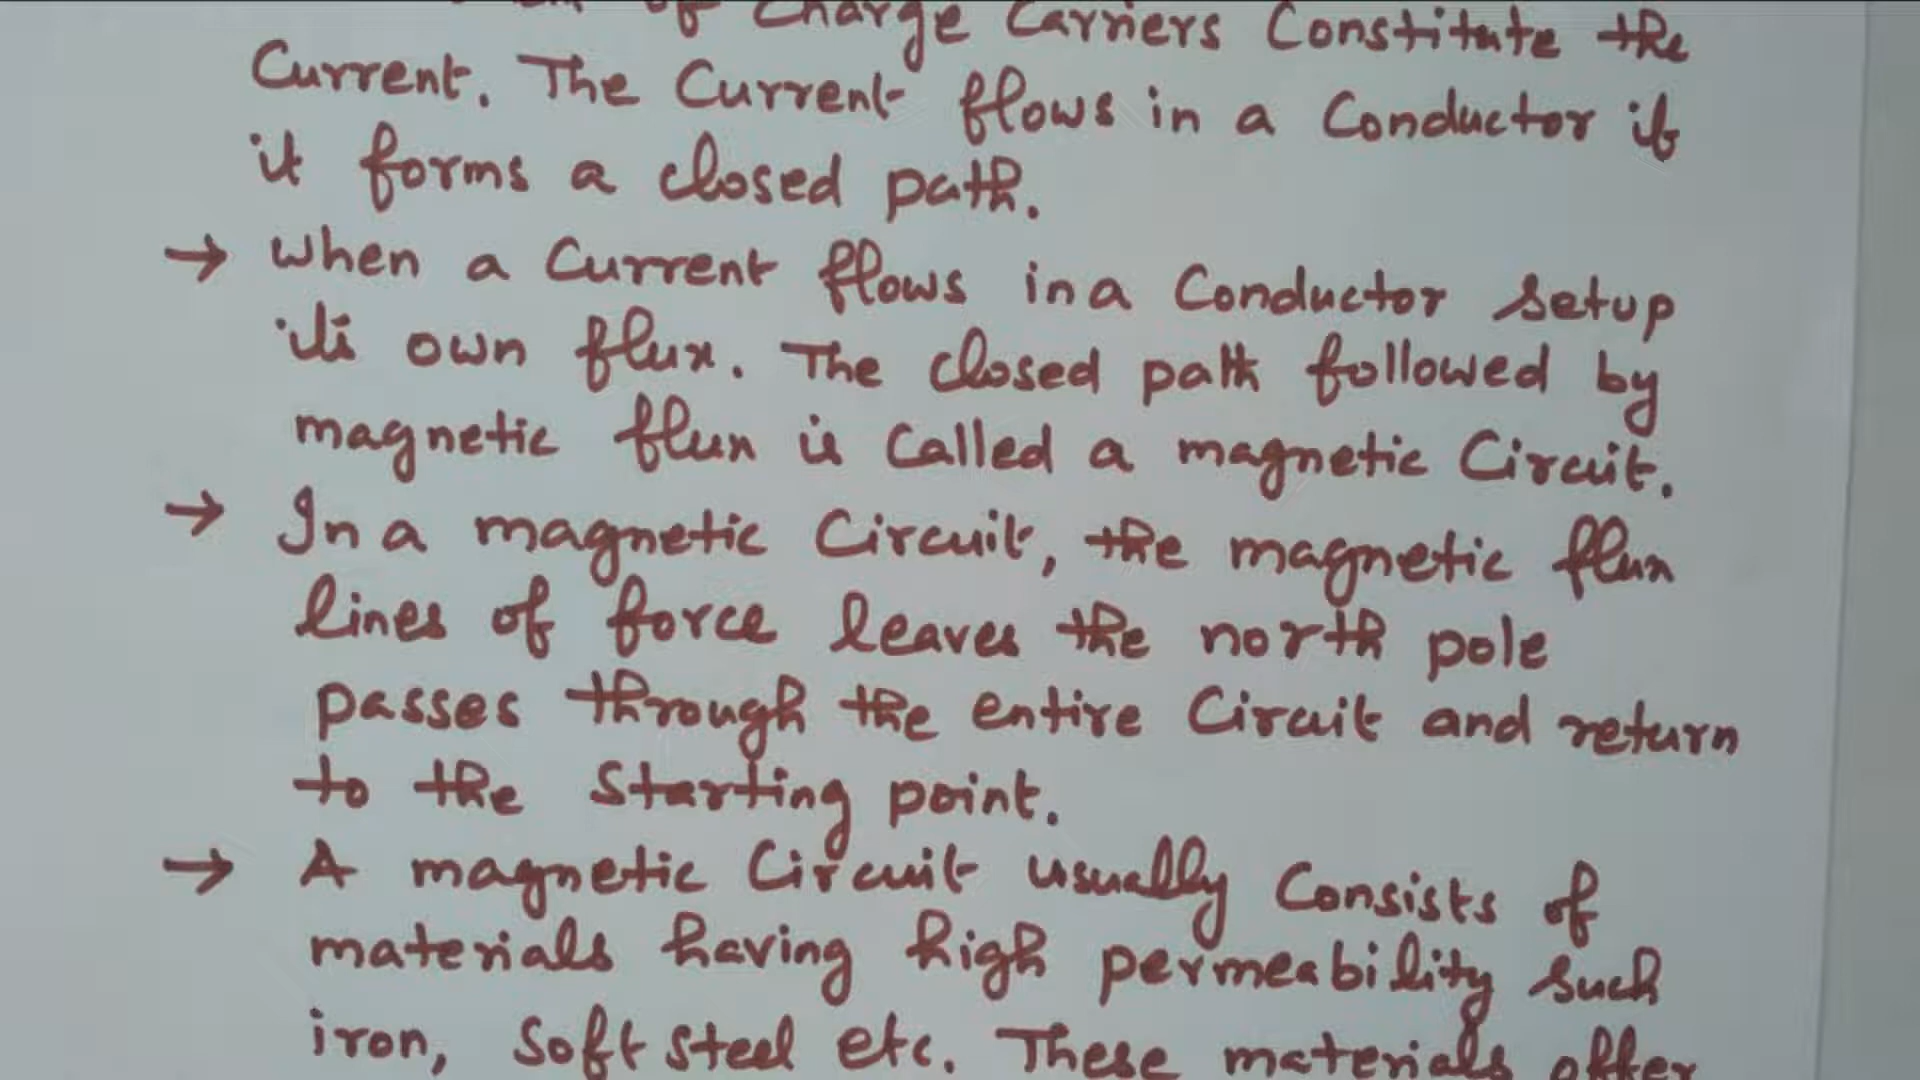 of Charge Carriers Constitute the
Current. The Current flows in a Conductor if
it forms a closed path.
→ when a Current flows in a Conductor setup
its own flux. The closed path followed by
magnetic flux is called a magnetic Circuit.
→ In a magnetic Circuit, the magnetic flux
lines of force leaves the north pole
passes through the entire Circuit and return
to the Starting point.
→ A magnetic Circuit usually Consists of
materials having high permeability such
iron, Soft steel etc. These materials offer